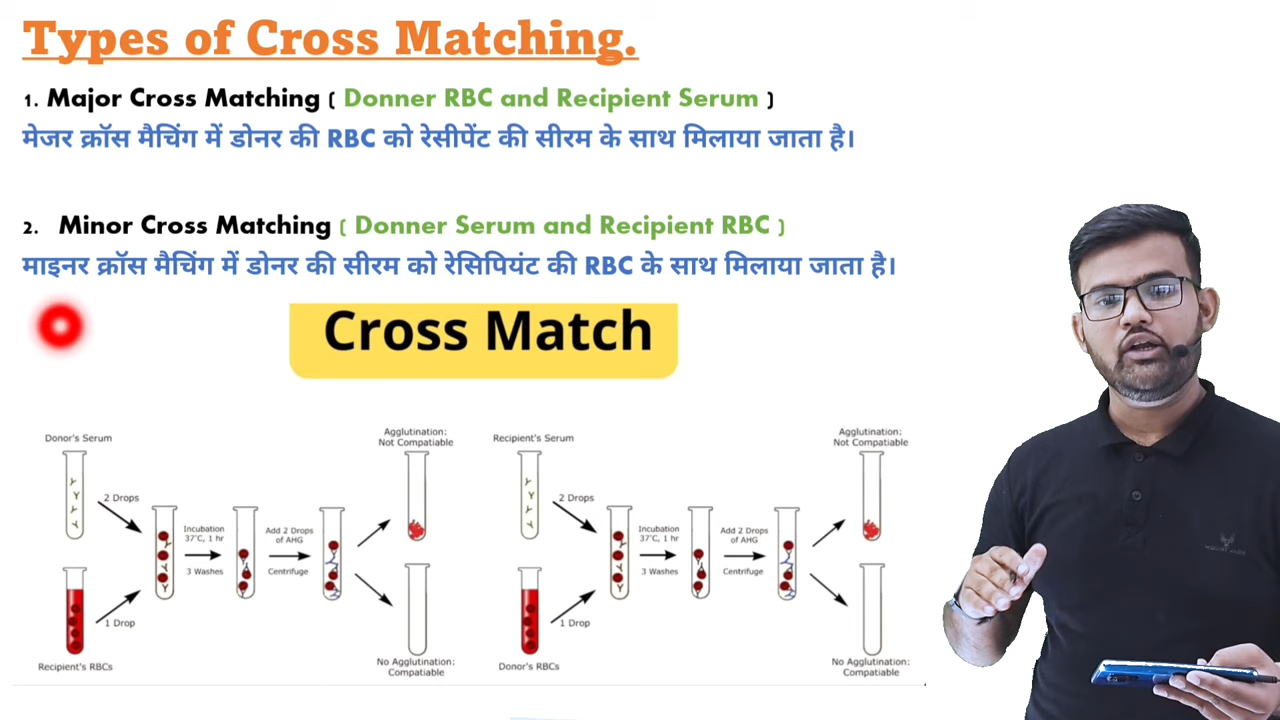 Types of Cross Matching.
1. Major Cross Matching ( Donner RBC and Recipient Serum )
मेजर क्रॉस मैचिंग में डोनर की RBC को रेसीपेंट की सीरम के साथ मिलाया जाता है।
2. Minor Cross Matching ( Donner Serum and Recipient RBC )
माइनर क्रॉस मैचिंग में डोनर की सीरम को रेसिपियंट की RBC के साथ मिलाया जाता है।
Cross Match
Donor's Serum
2 Drops
Recipient's RBCs
1 Drop
Incubation
37°C, 1 hr
3 Washes
Add 2 Drops
of AHG
Centrifuge
Agglutination:
Not Compatiable
No Agglutination:
Compatiable
Recipient's Serum
2 Drops
Donor's RBCs
1 Drop
Incubation
37°C, 1 hr
3 Washes
Add 2 Drops
of AHG
Centrifuge
Agglutination:
Not Compatiable
No Agglutination:
Compatiable